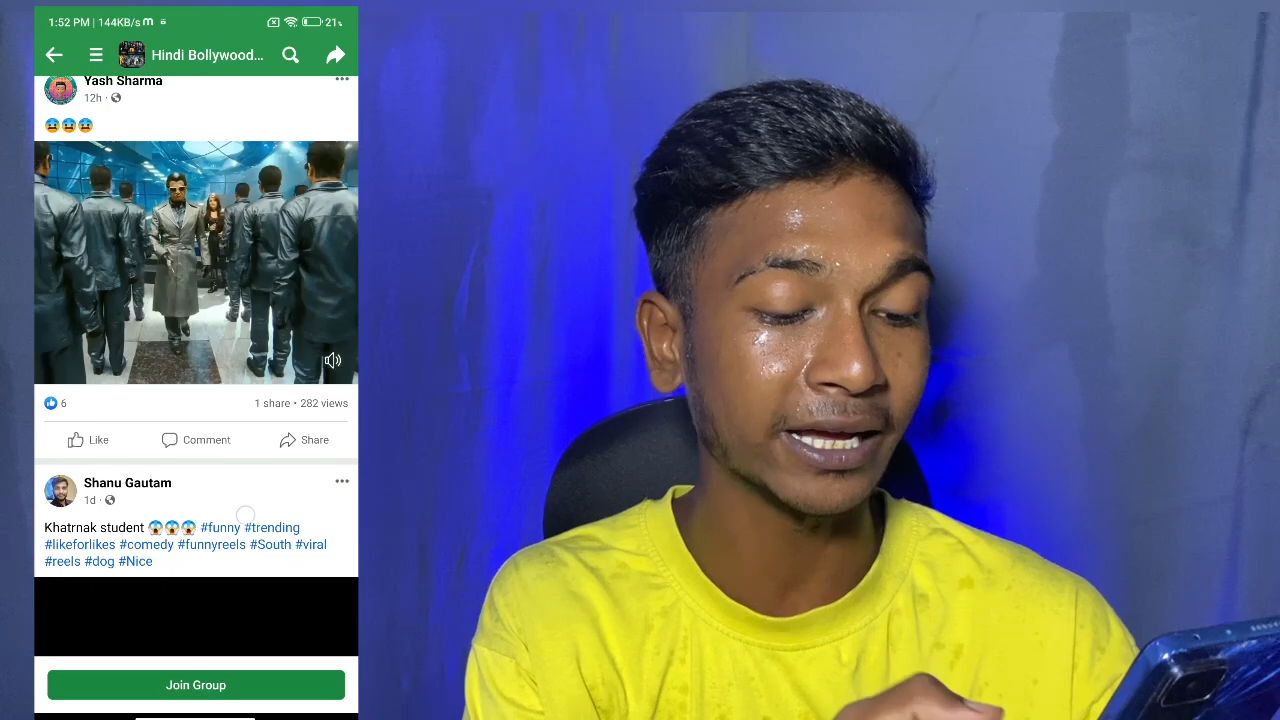 1:52 PM | 144KB/s
21%
Hindi Bollywood...
Yash Sharma
12h ·
😰😰😰
6
1 share • 282 views
Like
Comment
Share
Shanu Gautam
1d ·
Khatrnak student 😱😱😱 #funny #trending
#likeforlikes #comedy #funnyreels #South #viral
#reels #dog #Nice
Join Group